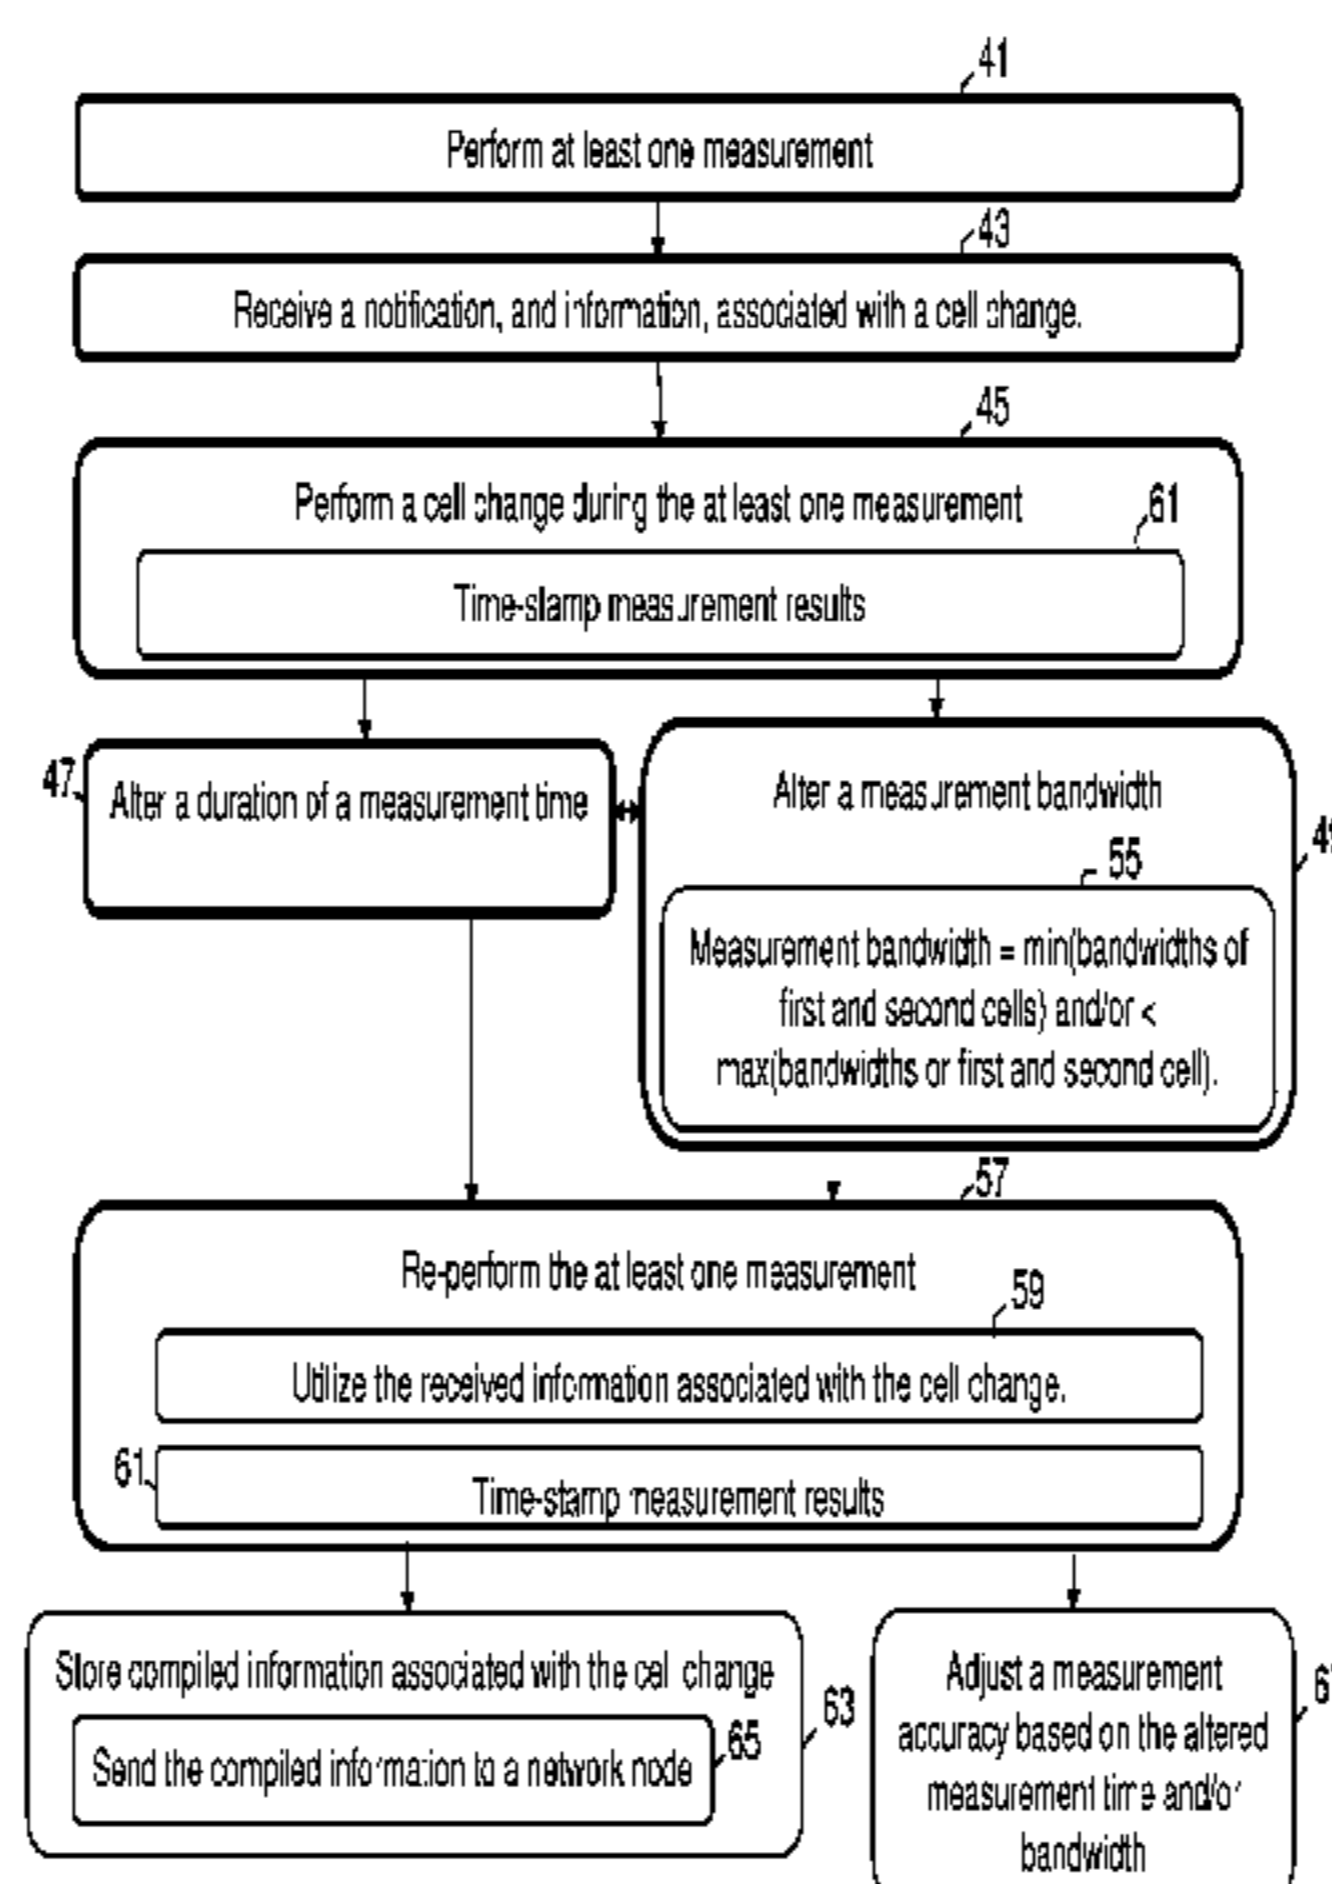 41
Perform at least one measurement
43
Receive a notification, and information, associated with a cell change.
45
Perform a cell change during the at least one measurement
61
Time-stamp measurement results
47
Alter a duration of a measurement time
Alter a measurement bandwidth
55
Measurement bandwidth = min(bandwidths of
first and second cells) and/or <
max(bandwidths or first and second cell).
57
Re-perform the at least one measurement
59
Utilize the received information associated with the cell change.
61
Time-stamp measurement results
Store compiled information associated with the cell change
63
Send the compiled information to a network node
65
Adjust a measurement
accuracy based on the altered
measurement time and/or
bandwidth